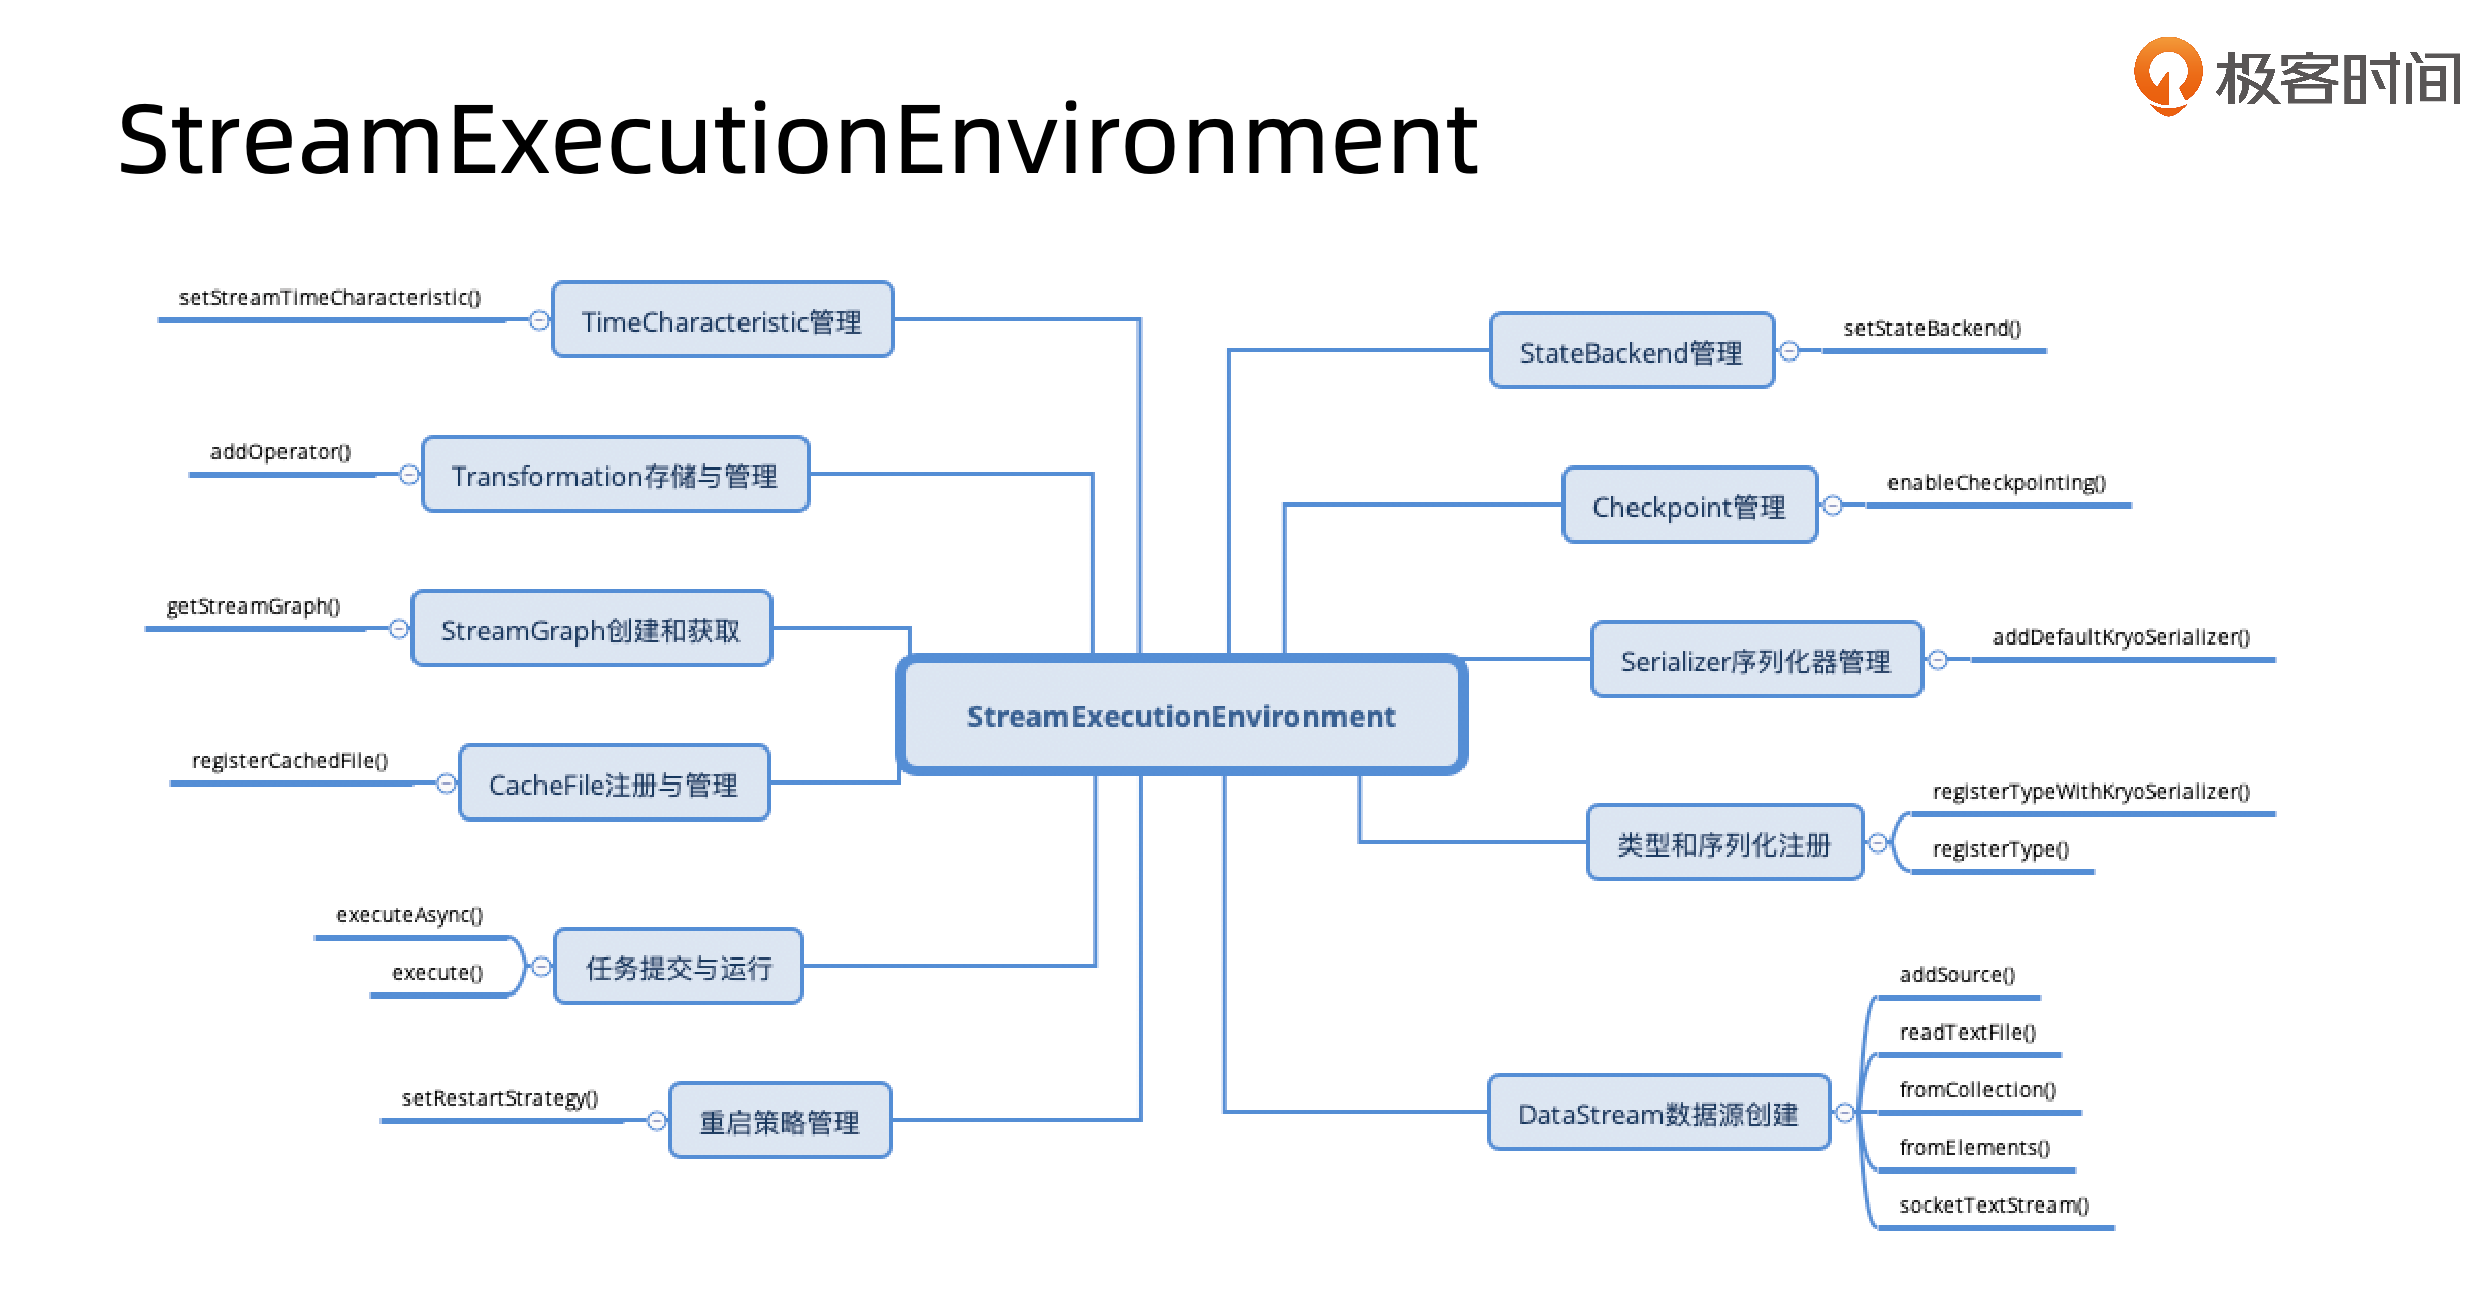 极客时间
StreamExecutionEnvironment
setStreamTimeCharacteristic()
TimeCharacteristic管理
addOperator()
Transformation存储与管理
getStreamGraph()
StreamGraph创建和获取
registerCachedFile()
CacheFile注册与管理
executeAsync()
execute()
任务提交与运行
setRestartStrategy()
重启策略管理
StreamExecutionEnvironment
StateBackend管理
setStateBackend()
Checkpoint管理
enableCheckpointing()
Serializer序列化器管理
addDefaultKryoSerializer()
类型和序列化注册
registerTypeWithKryoSerializer()
registerType()
DataStream数据源创建
addSource()
readTextFile()
fromCollection()
fromElements()
socketTextStream()